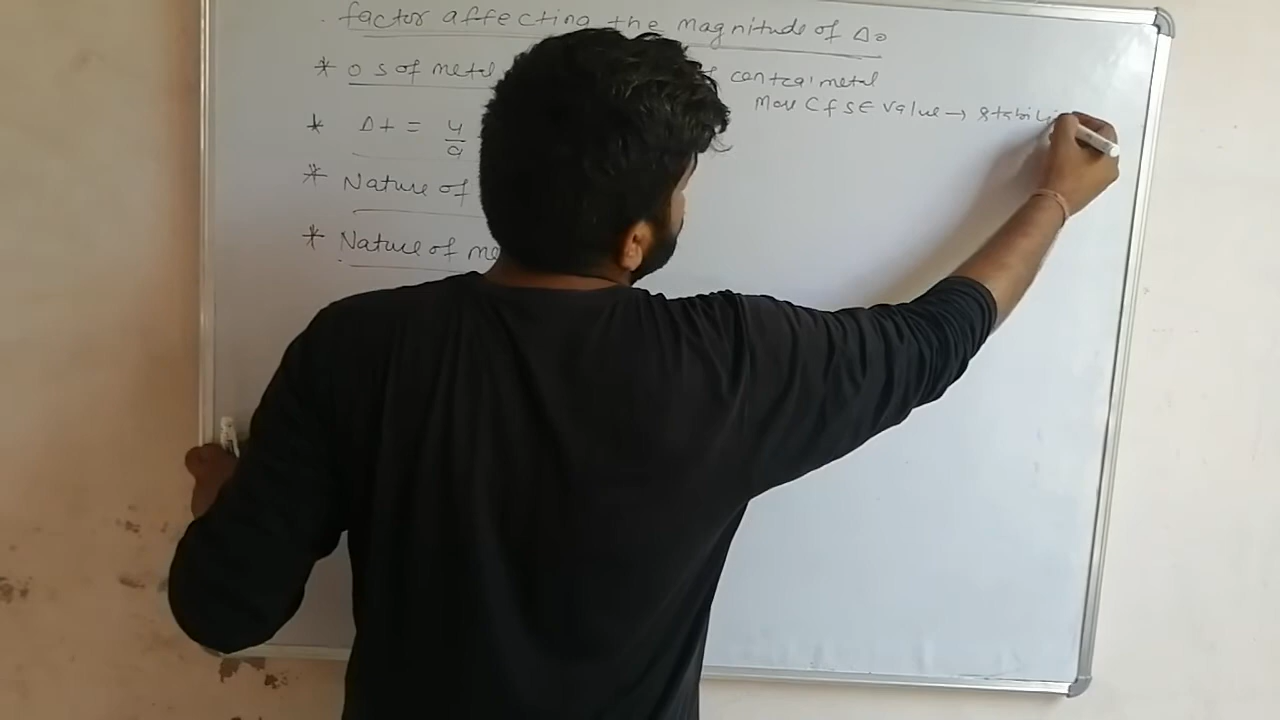 factor affecting the magnitude of Δo
* o s of metal central metal
More CFSE value → stabili
* Δt = 4/9
* Nature of
* Nature of me